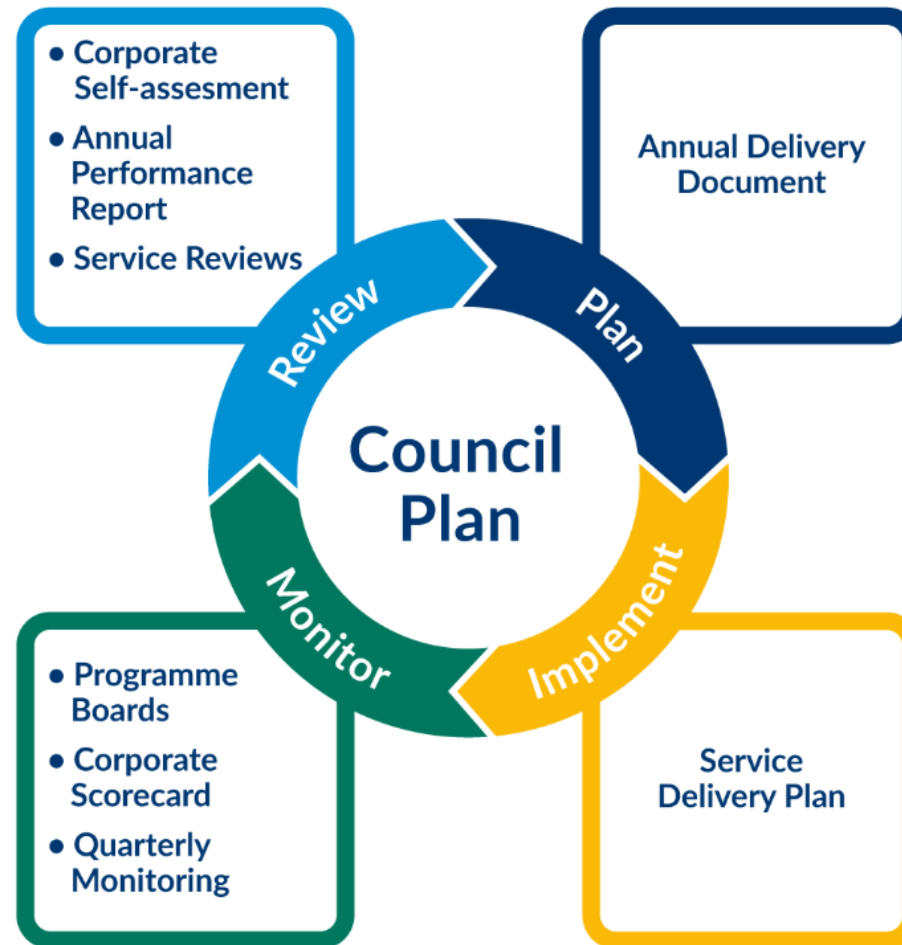 • Corporate
Self-assesment
• Annual
Performance
Report
• Service Reviews
Annual Delivery
Document
Review
Plan
Council
Plan
Monitor
Implement
• Programme
Boards
• Corporate
Scorecard
• Quarterly
Monitoring
Service
Delivery Plan